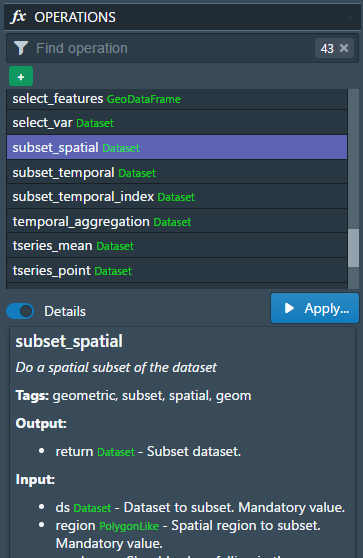 fx OPERATIONS
Find operation 43
+
select_features GeoDataFrame
select_var Dataset
subset_spatial Dataset
subset_temporal Dataset
subset_temporal_index Dataset
temporal_aggregation Dataset
tseries_mean Dataset
tseries_point Dataset
Details Apply...
subset_spatial
Do a spatial subset of the dataset
Tags: geometric, subset, spatial, geom
Output:
• return Dataset - Subset dataset.
Input:
• ds Dataset - Dataset to subset. Mandatory value.
• region PolygonLike - Spatial region to subset.
Mandatory value.